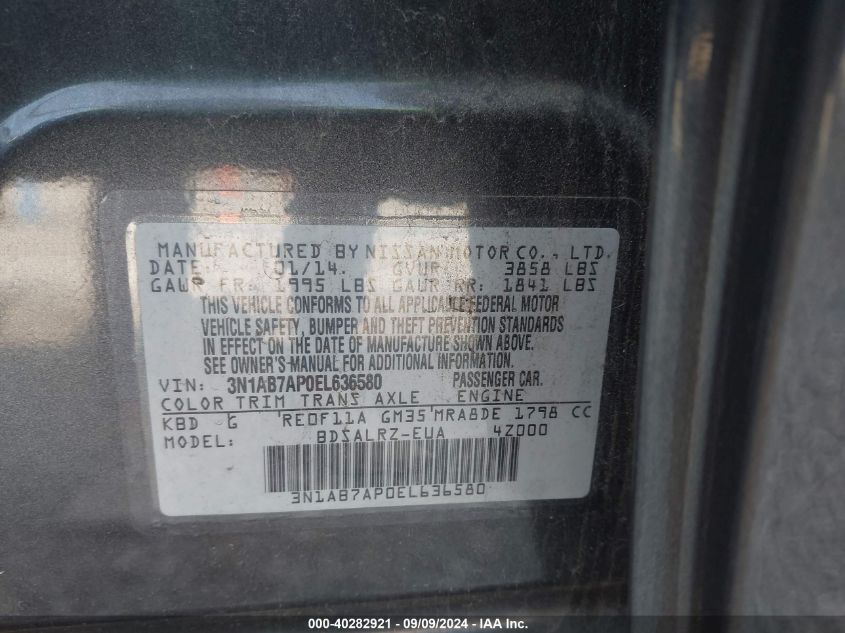 MANUFACTURED BY NISSAN MOTOR CO., LTD.
DATE: 01/14. GVWR 3858 LBS
GAWR FR: 1995 LBS GAWR RR: 1841 LBS
THIS VEHICLE CONFORMS TO ALL APPLICABLE FEDERAL MOTOR
VEHICLE SAFETY, BUMPER AND THEFT PREVENTION STANDARDS
IN EFFECT ON THE DATE OF MANUFACTURE SHOWN ABOVE.
SEE OWNER'S MANUAL FOR ADDITIONAL INFORMATION.
VIN: 3N1AB7AP0EL636580 PASSENGER CAR.
COLOR TRIM TRANS AXLE ENGINE
KBD G RE0F11A GM35 MRA8DE 1798 CC
MODEL: BDSALRZ-EUA 4Z000
3N1AB7AP0EL636580
000-40282921 - 09/09/2024 - IAA Inc.